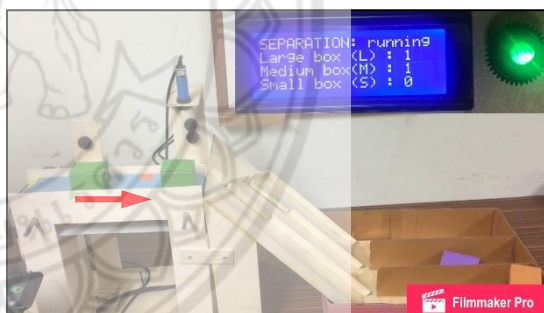 SEPARATION: running
Large box (L) : 1
Medium box(M) : 1
Small box (S) : 0
Filmmaker Pro